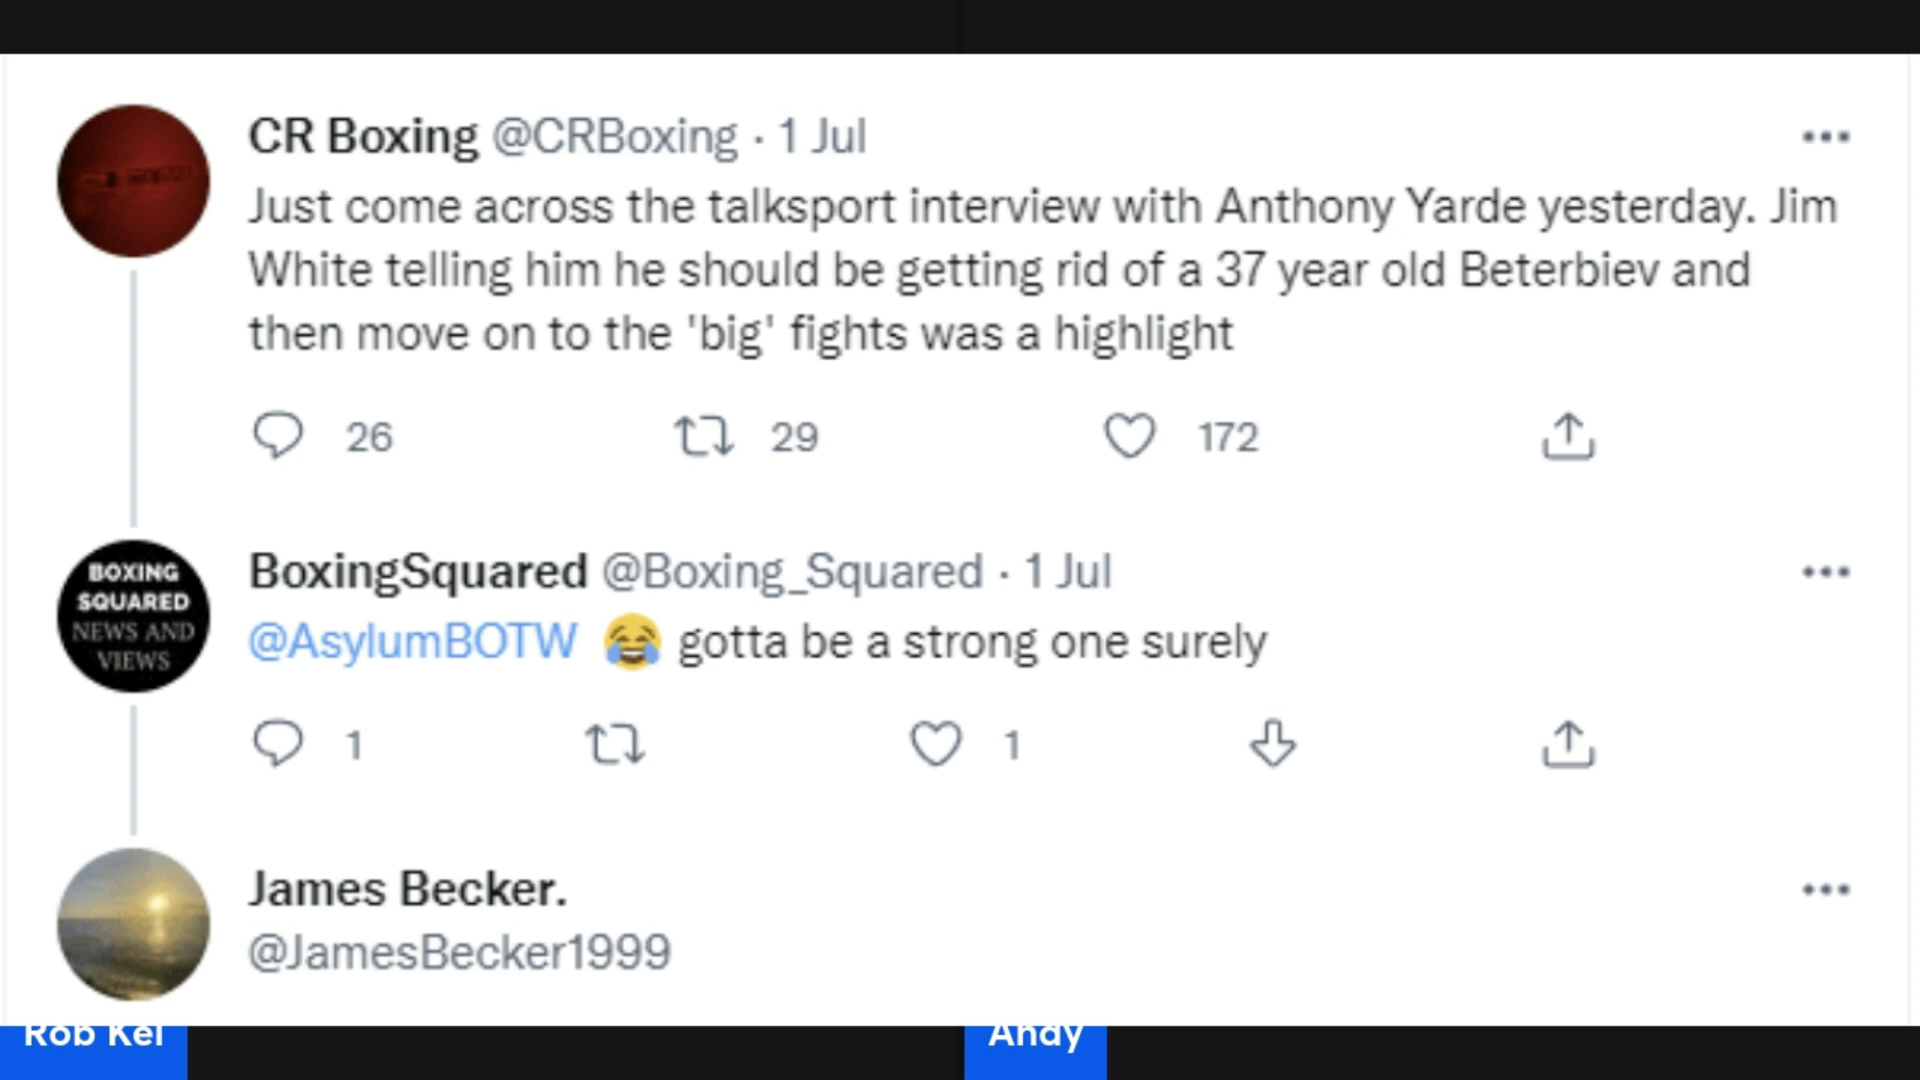 CR Boxing @CRBoxing · 1 Jul
Just come across the talksport interview with Anthony Yarde yesterday. Jim
White telling him he should be getting rid of a 37 year old Beterbiev and
then move on to the 'big' fights was a highlight
26 29 172
BOXING
SQUARED
NEWS AND
VIEWS
BoxingSquared @Boxing_Squared · 1 Jul
@AsylumBOTW 😂 gotta be a strong one surely
1 1
James Becker.
@JamesBecker1999
Rob Kel
Andy